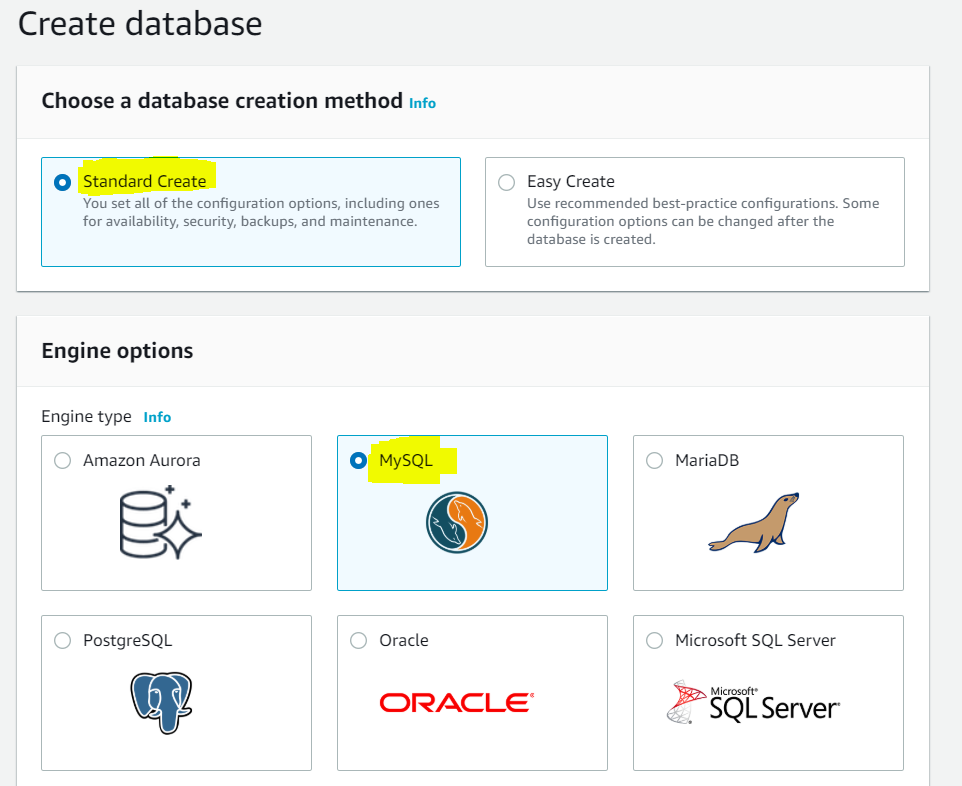 Create database
Choose a database creation method Info
Standard Create
You set all of the configuration options, including ones
for availability, security, backups, and maintenance.
Easy Create
Use recommended best-practice configurations. Some
configuration options can be changed after the
database is created.
Engine options
Engine type Info
Amazon Aurora
MySQL
MariaDB
PostgreSQL
Oracle
ORACLE®
Microsoft SQL Server
Microsoft®
SQL Server®